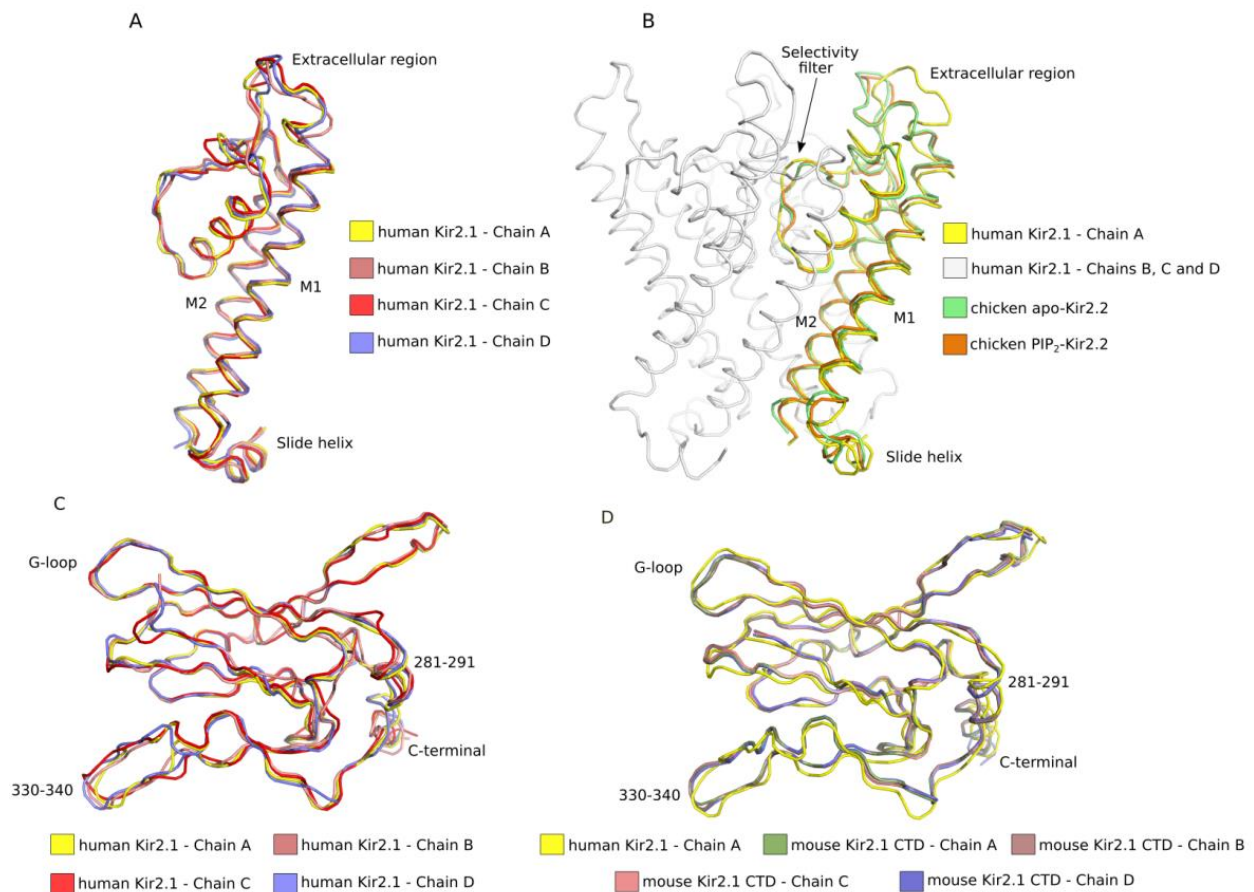 A
Extracellular region
M2
M1
Slide helix
human Kir2.1 - Chain A
human Kir2.1 - Chain B
human Kir2.1 - Chain C
human Kir2.1 - Chain D
B
Selectivity
filter
Extracellular region
M2
M1
Slide helix
human Kir2.1 - Chain A
human Kir2.1 - Chains B, C and D
chicken apo-Kir2.2
chicken PIP₂-Kir2.2
C
G-loop
281-291
C-terminal
330-340
human Kir2.1 - Chain A
human Kir2.1 - Chain B
human Kir2.1 - Chain C
human Kir2.1 - Chain D
D
G-loop
281-291
C-terminal
330-340
human Kir2.1 - Chain A
mouse Kir2.1 CTD - Chain A
mouse Kir2.1 CTD - Chain B
mouse Kir2.1 CTD - Chain C
mouse Kir2.1 CTD - Chain D